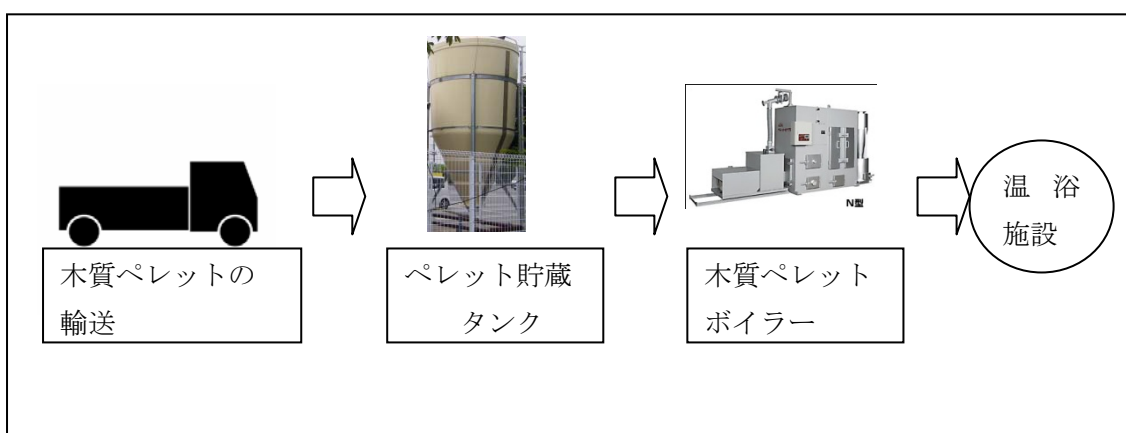 N型
温 浴
施設
木質ペレットの
輸送
ペレット貯蔵
タンク
木質ペレット
ボイラー